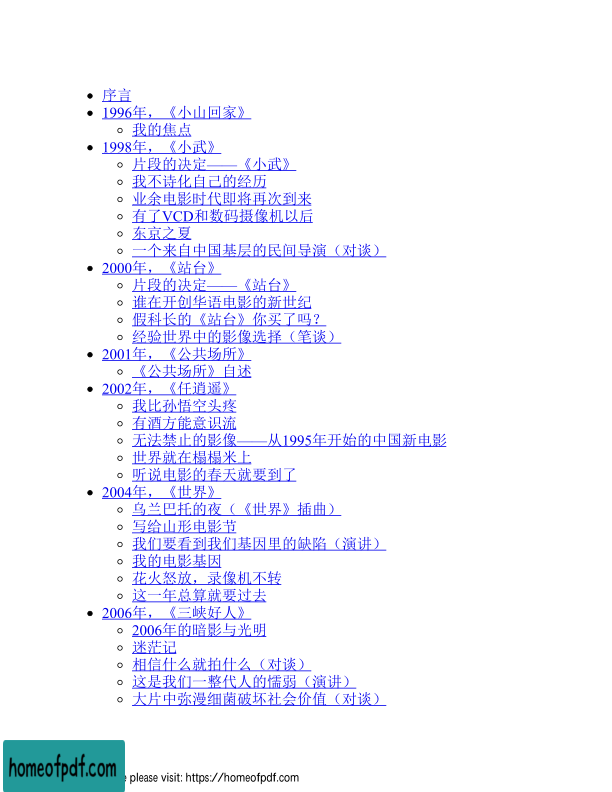 序言
1996年，《小山回家》
我的焦点
1998年，《小武》
片段的决定——《小武》
我不诗化自己的经历
业余电影时代即将再次到来
有了VCD和数码摄像机以后
东京之夏
一个来自中国基层的民间导演（对谈）
2000年，《站台》
片段的决定——《站台》
谁在开创华语电影的新世纪
假科长的《站台》你买了吗？
经验世界中的影像选择（笔谈）
2001年，《公共场所》
《公共场所》自述
2002年，《任逍遥》
我比孙悟空头疼
有酒方能意识流
无法禁止的影像——从1995年开始的中国新电影
世界就在榻榻米上
听说电影的春天就要到了
2004年，《世界》
乌兰巴托的夜（《世界》插曲）
写给山形电影节
我们要看到我们基因里的缺陷（演讲）
我的电影基因
花火怒放，录像机不转
这一年总算就要过去
2006年，《三峡好人》
2006年的暗影与光明
迷茫记
相信什么就拍什么（对谈）
这是我们一整代人的懦弱（演讲）
大片中弥漫细菌破坏社会价值（对谈）
homeofpdf.com
please visit: https://homeofpdf.com